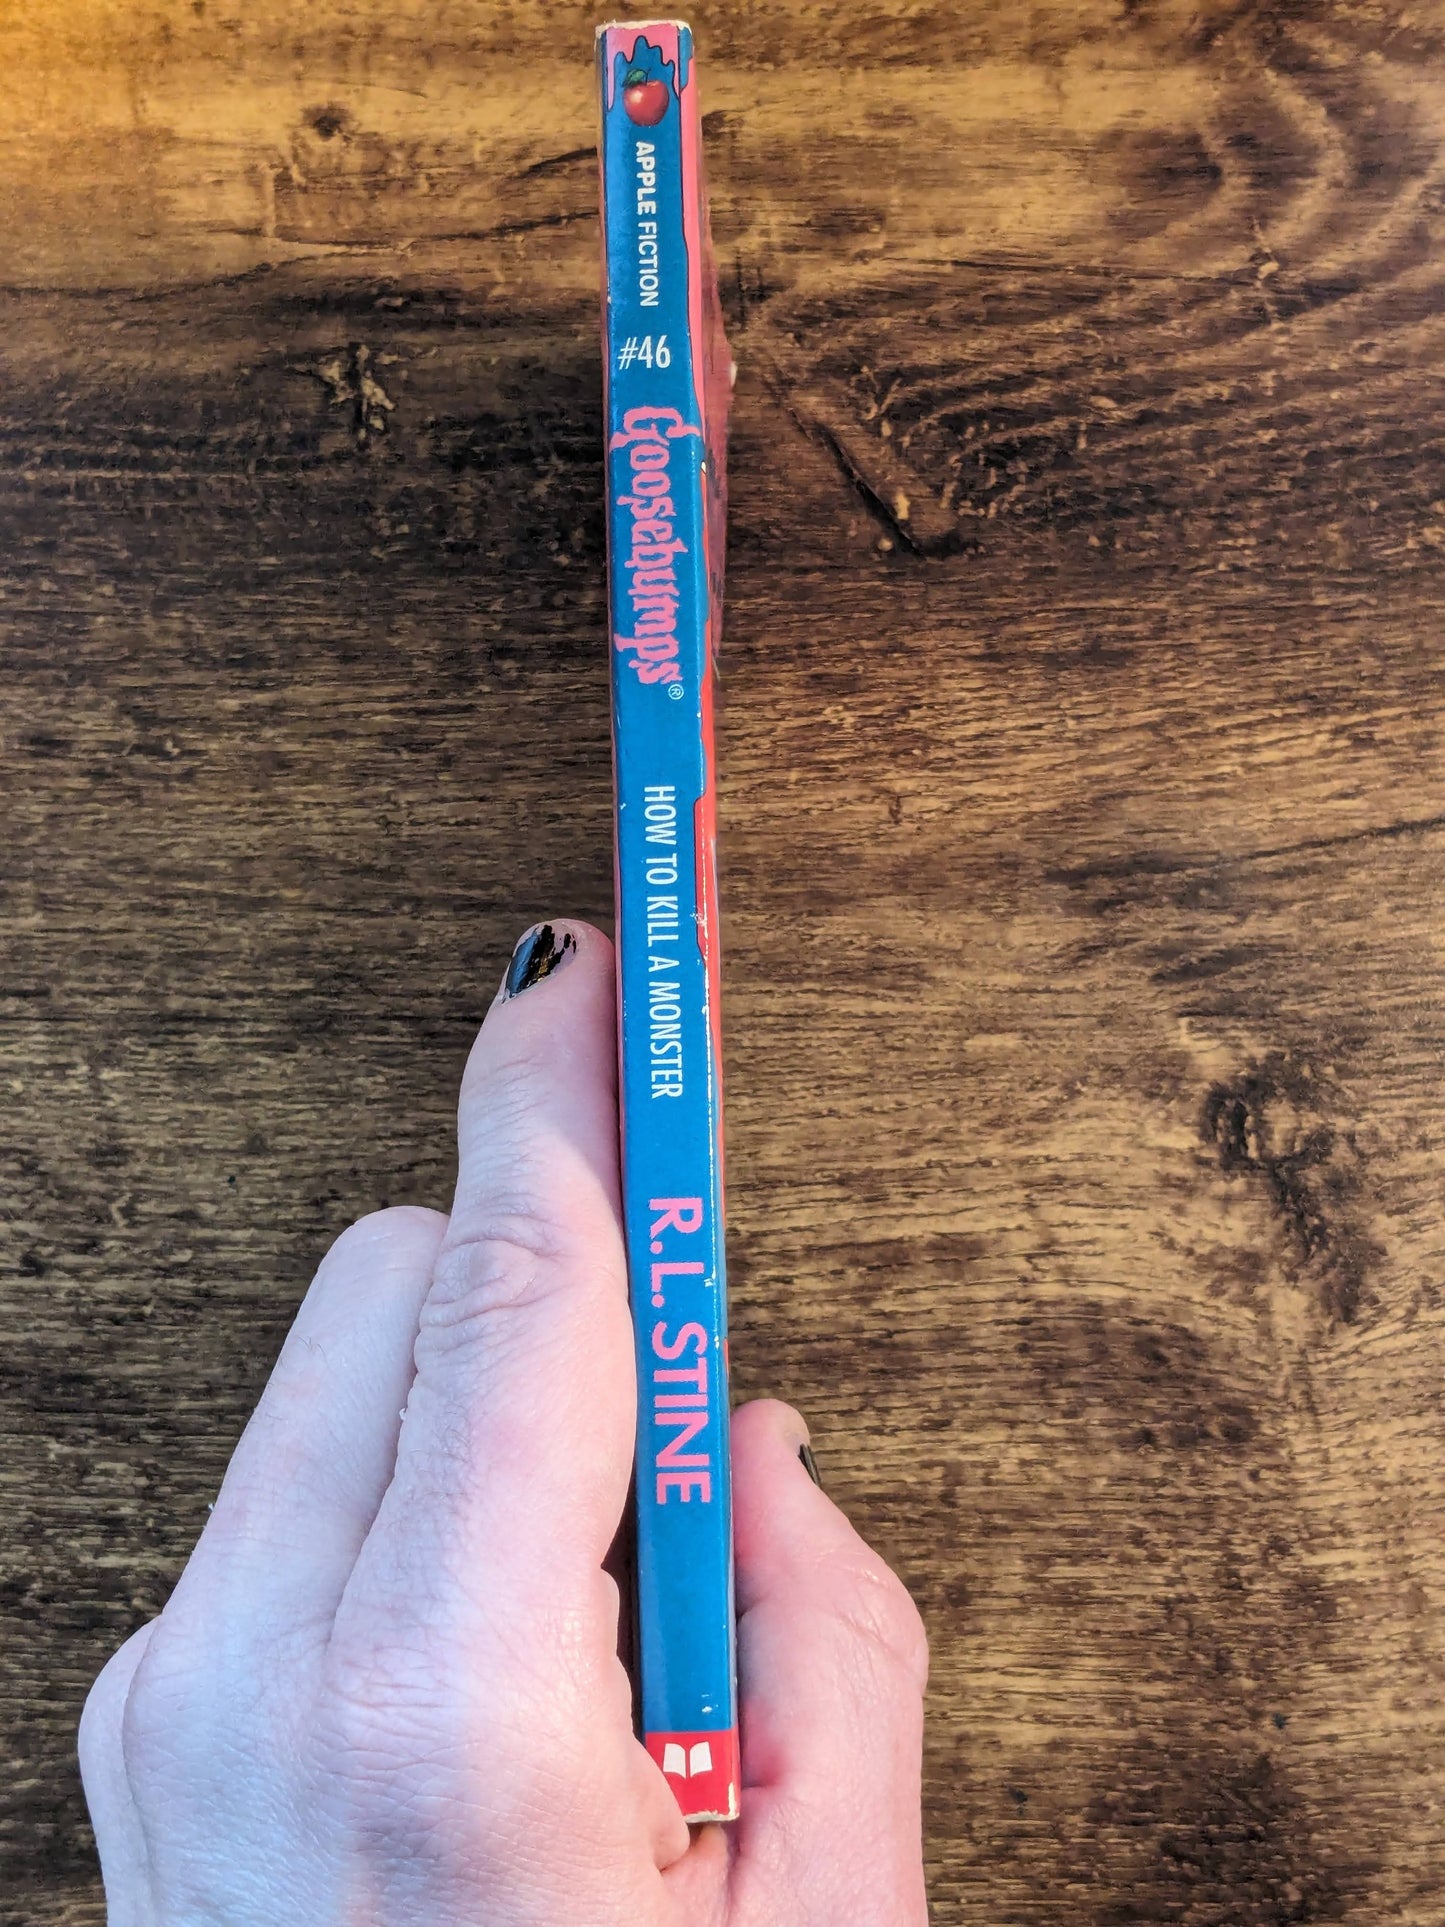 APPLE FICTION
#46
Goosebumps®
HOW TO KILL A MONSTER
R. L. STINE